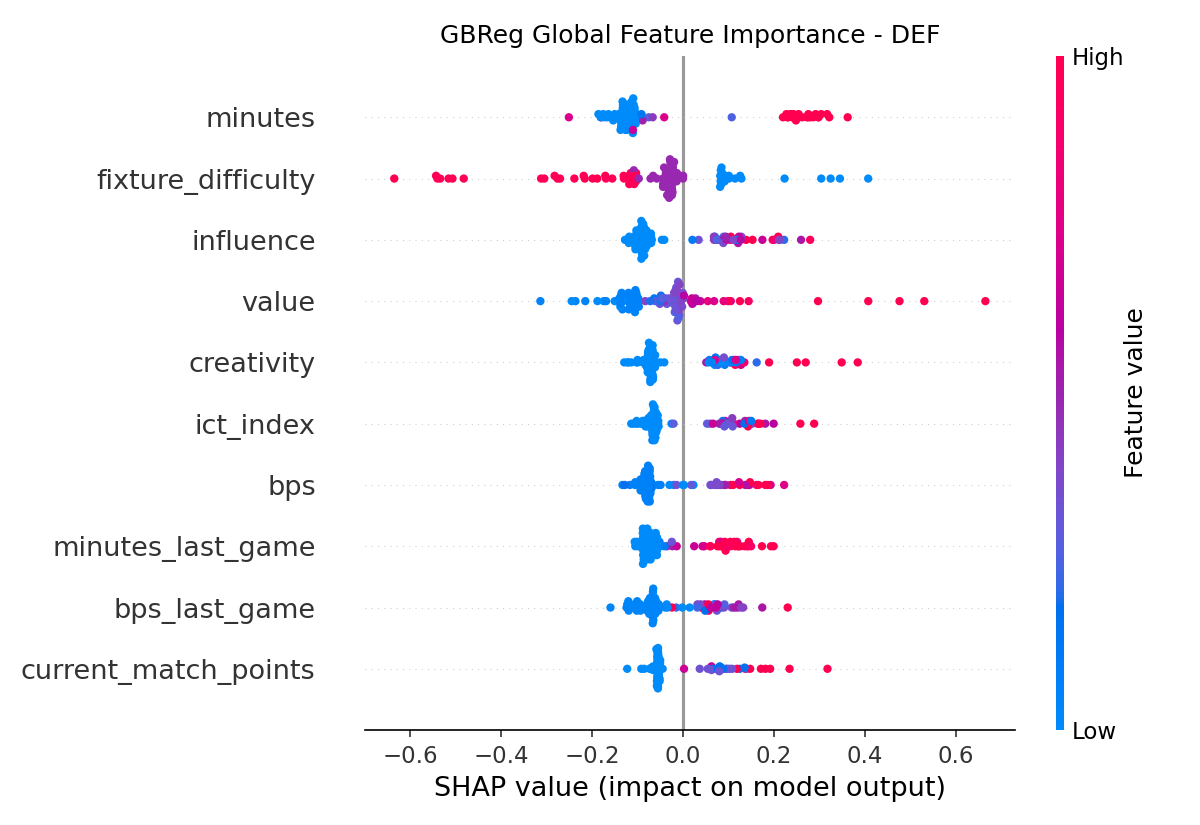 GBReg Global Feature Importance - DEF
High
minutes
fixture_difficulty
influence
value
creativity
ict_index
bps
minutes_last_game
bps_last_game
current_match_points
Feature value
Low
−0.6 −0.4 −0.2 0.0 0.2 0.4 0.6
SHAP value (impact on model output)